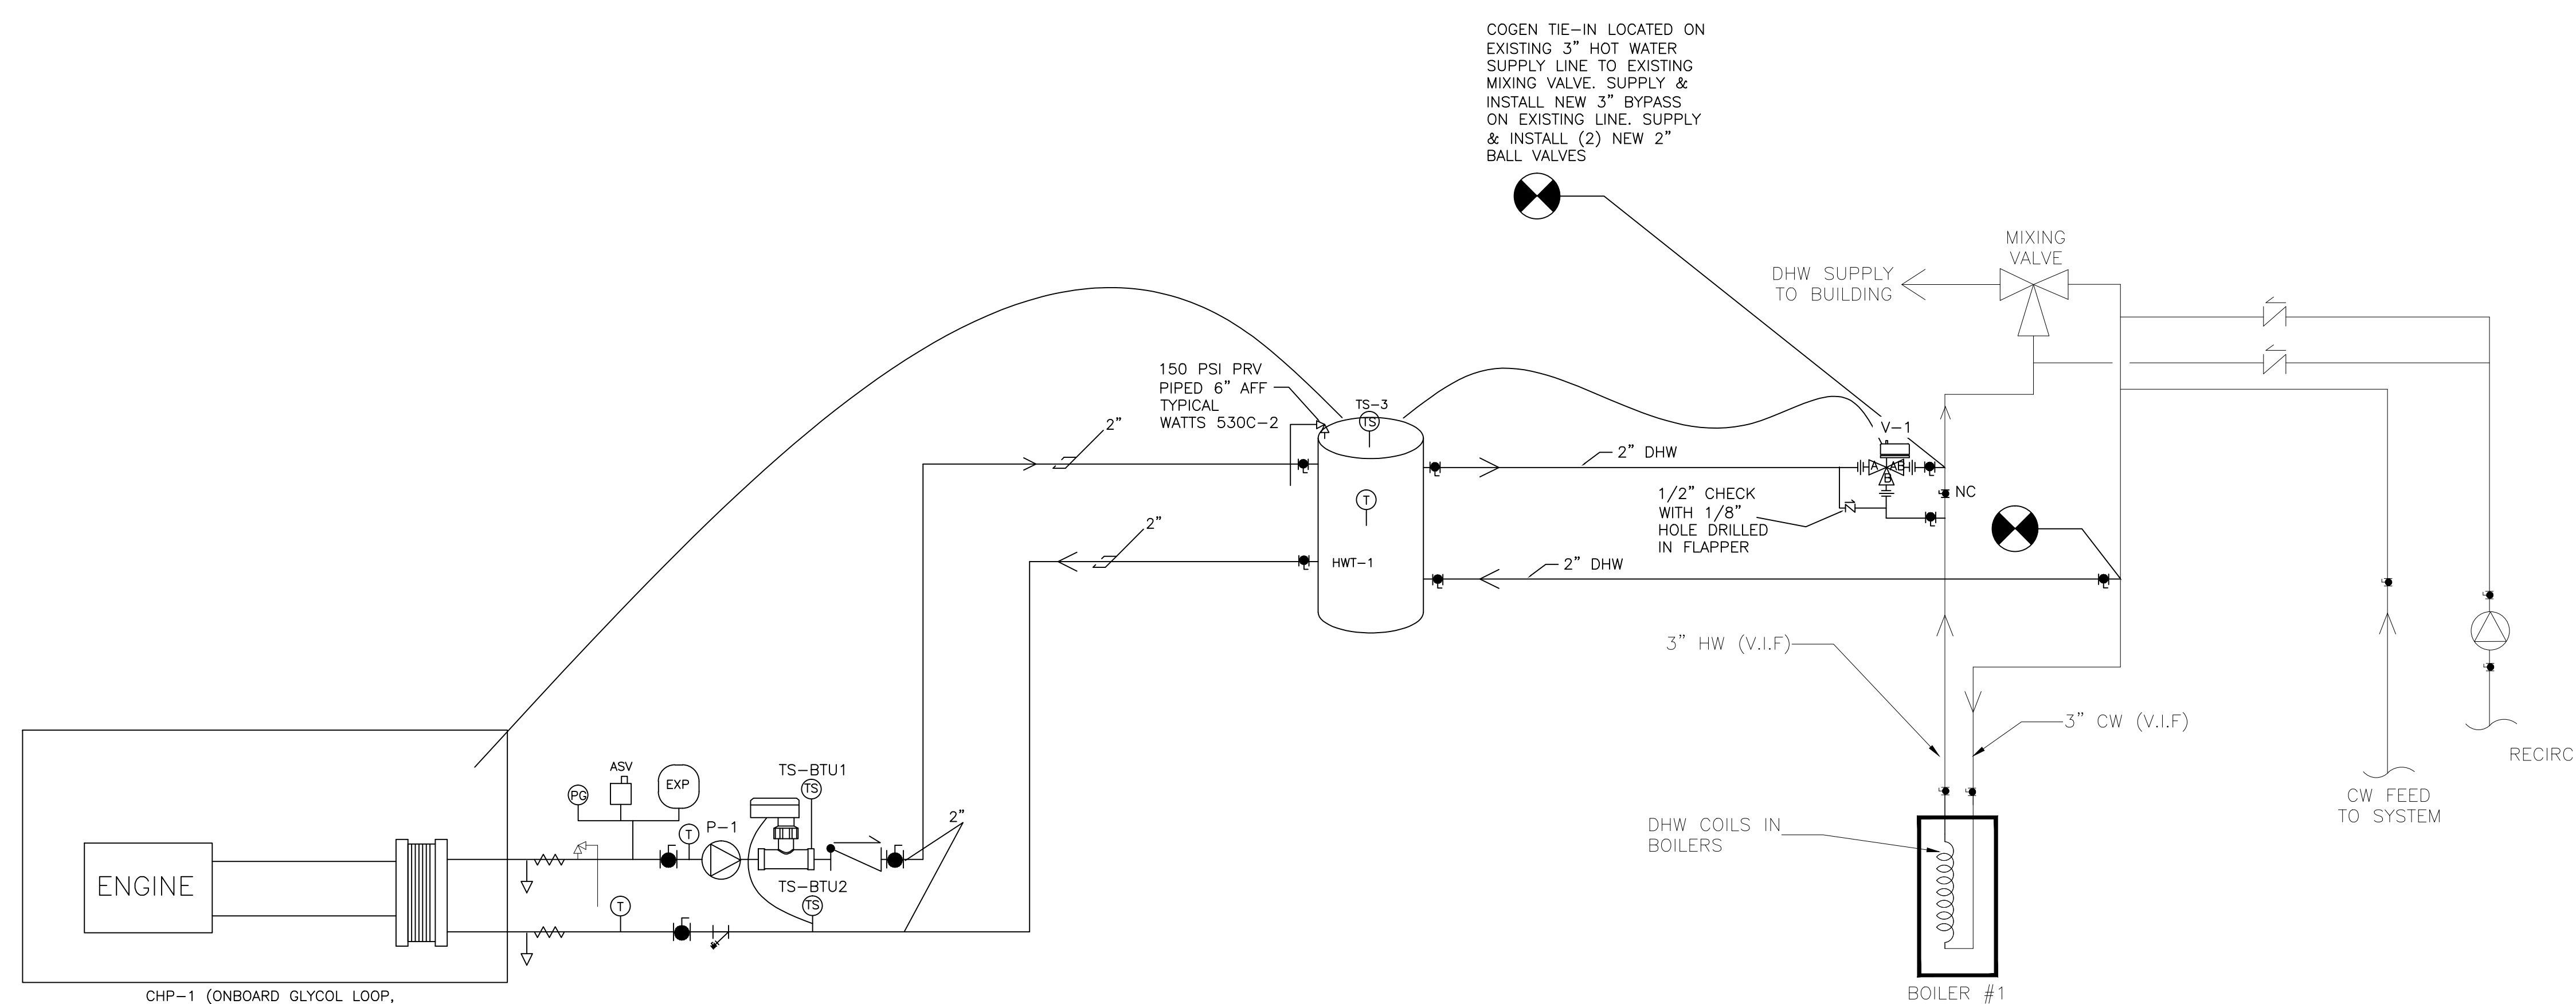 COGEN TIE-IN LOCATED ON
EXISTING 3" HOT WATER
SUPPLY LINE TO EXISTING
MIXING VALVE. SUPPLY &
INSTALL NEW 3" BYPASS
ON EXISTING LINE. SUPPLY
& INSTALL (2) NEW 2"
BALL VALVES
MIXING
VALVE
DHW SUPPLY
TO BUILDING
150 PSI PRV
PIPED 6" AFF
TYPICAL
WATTS 530C-2
TS-3
TS
2"
V-1
2" DHW
A
AB
B
T
1/2" CHECK
WITH 1/8"
HOLE DRILLED
IN FLAPPER
NC
2"
HWT-1
2" DHW
3" HW (V.I.F)
3" CW (V.I.F)
RECIRC
CW FEED
TO SYSTEM
ASV
PG
EXP
TS-BTU1
TS
T
P-1
2"
DHW COILS IN
BOILERS
ENGINE
TS-BTU2
TS
T
CHP-1 (ONBOARD GLYCOL LOOP,
BOILER #1